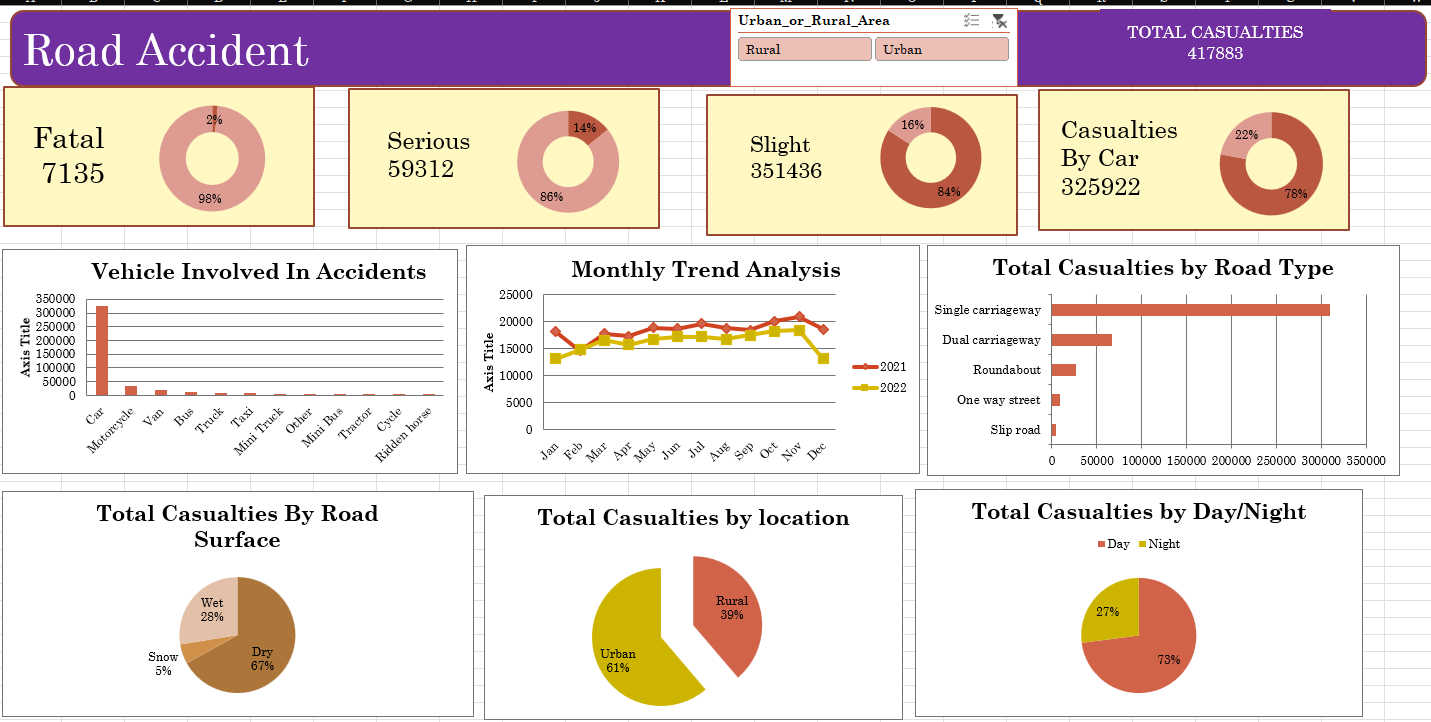 Road Accident
Urban_or_Rural_Area
Rural
Urban
TOTAL CASUALTIES
417883
Fatal
7135
2%
98%
Serious
59312
14%
86%
Slight
351436
16%
84%
Casualties
By Car
325922
22%
78%
Vehicle Involved In Accidents
Axis Title
350000
300000
250000
200000
150000
100000
50000
0
Car
Motorcycle
Van
Bus
Truck
Taxi
Mini Truck
Other
Mini Bus
Tractor
Cycle
Ridden horse
Monthly Trend Analysis
Axis Title
25000
20000
15000
10000
5000
0
Jan
Feb
Mar
Apr
May
Jun
Jul
Aug
Sep
Oct
Nov
Dec
2021
2022
Total Casualties by Road Type
Single carriageway
Dual carriageway
Roundabout
One way street
Slip road
0 50000 100000 150000 200000 250000 300000 350000
Total Casualties By Road
Surface
Wet
28%
Snow
5%
Dry
67%
Total Casualties by location
Rural
39%
Urban
61%
Total Casualties by Day/Night
Day Night
27%
73%